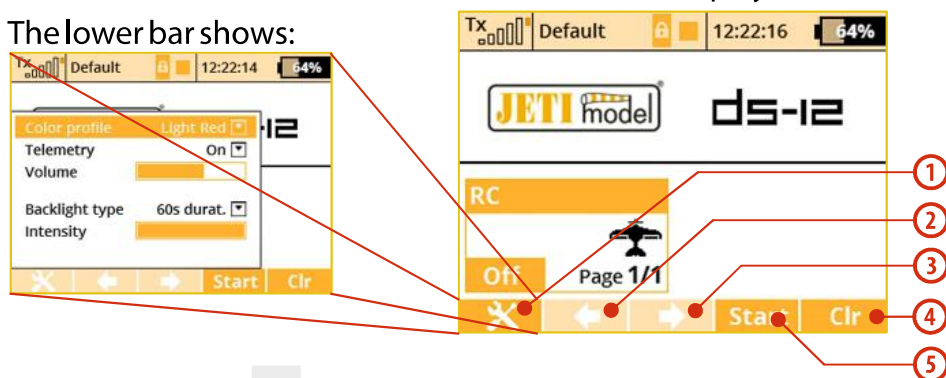 The lower bar shows:
Tx Default 12:22:14 64%
Color profile Light Red
Telemetry On
Volume
Backlight type 60s durat.
Intensity
Start Clr
Tx Default 12:22:16 64%
JETI model ds-12
RC
Off Page 1/1
Start Clr
1
2
3
4
5